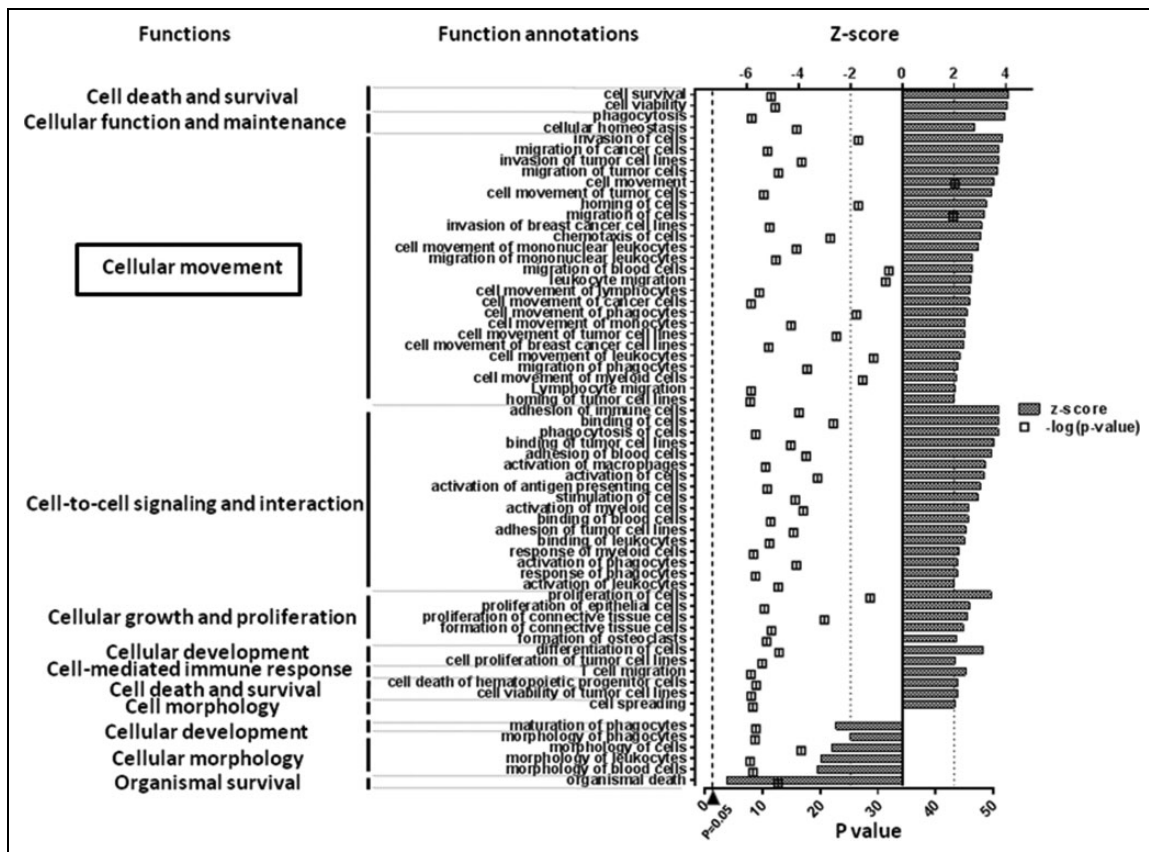 Functions Function annotations Z-score
-6 -4 -2 0 2 4
Cell death and survival
cell survival
cell viability
Cellular function and maintenance
phagocytosis
cellular homeostasis
Cellular movement
invasion of cells
migration of cancer cells
invasion of tumor cell lines
migration of tumor cells
cell movement
cell movement of tumor cells
homing of cells
migration of cells
invasion of breast cancer cell lines
chemotaxis of cells
cell movement of mononuclear leukocytes
migration of mononuclear leukocytes
migration of blood cells
leukocyte migration
cell movement of lymphocytes
cell movement of cancer cells
cell movement of phagocytes
cell movement of monocytes
cell movement of tumor cell lines
cell movement of breast cancer cell lines
cell movement of leukocytes
migration of phagocytes
cell movement of myeloid cells
Lymphocyte migration
homing of tumor cell lines
Cell-to-cell signaling and interaction
adhesion of immune cells
binding of cells
phagocytosis of cells
binding of tumor cell lines
adhesion of blood cells
activation of macrophages
activation of cells
activation of antigen presenting cells
stimulation of cells
activation of myeloid cells
binding of blood cells
adhesion of tumor cell lines
binding of leukocytes
response of myeloid cells
activation of phagocytes
response of phagocytes
activation of leukocytes
Cellular growth and proliferation
proliferation of cells
proliferation of epithelial cells
proliferation of connective tissue cells
formation of connective tissue cells
formation of osteoclasts
Cellular development
differentiation of cells
cell proliferation of tumor cell lines
Cell-mediated immune response
T cell migration
Cell death and survival
cell death of hematopoietic progenitor cells
cell viability of tumor cell lines
Cell morphology
cell spreading
Cellular development
maturation of phagocytes
Cellular morphology
morphology of phagocytes
morphology of cells
morphology of leukocytes
morphology of blood cells
Organismal survival
organismal death
z-score
-log(p-value)
0 P=0.05 10 20 30 40 50
P value